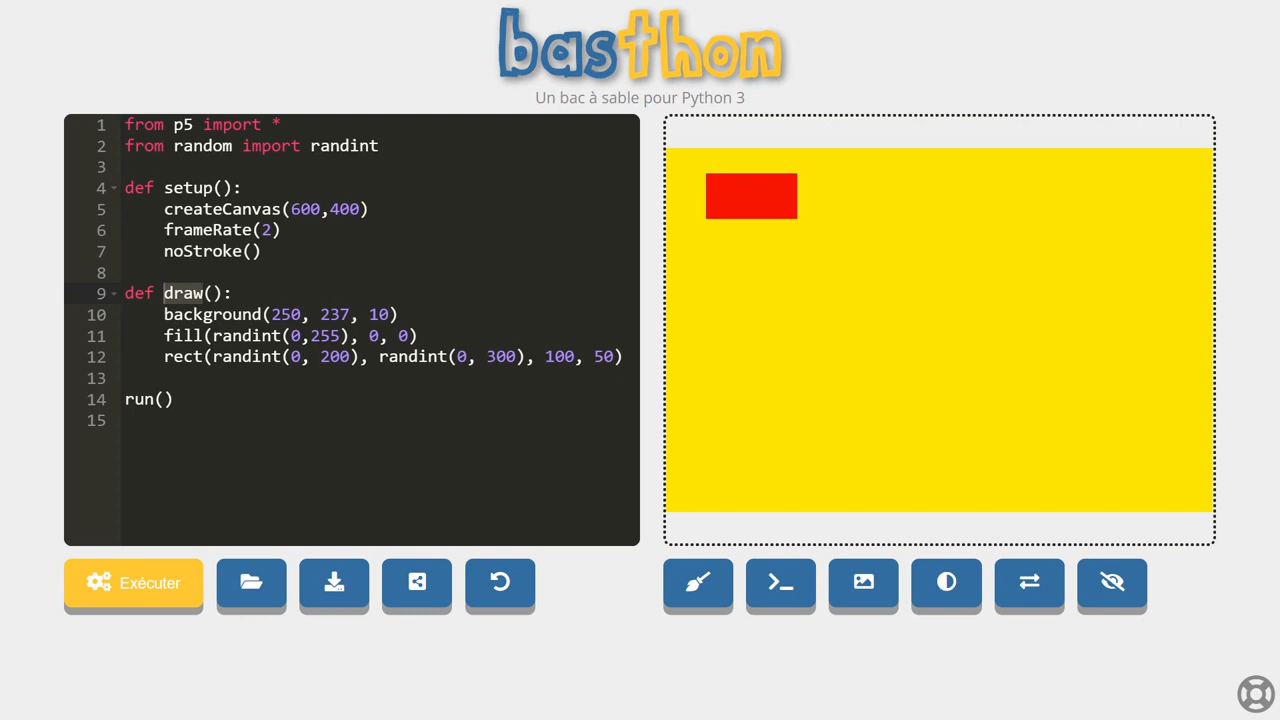 basthon
Un bac à sable pour Python 3
1 from p5 import *
2 from random import randint
3
4 def setup():
5     createCanvas(600,400)
6     frameRate(2)
7     noStroke()
8
9 def draw():
10     background(250, 237, 10)
11     fill(randint(0,255), 0, 0)
12     rect(randint(0, 200), randint(0, 300), 100, 50)
13
14 run()
15
Exécuter